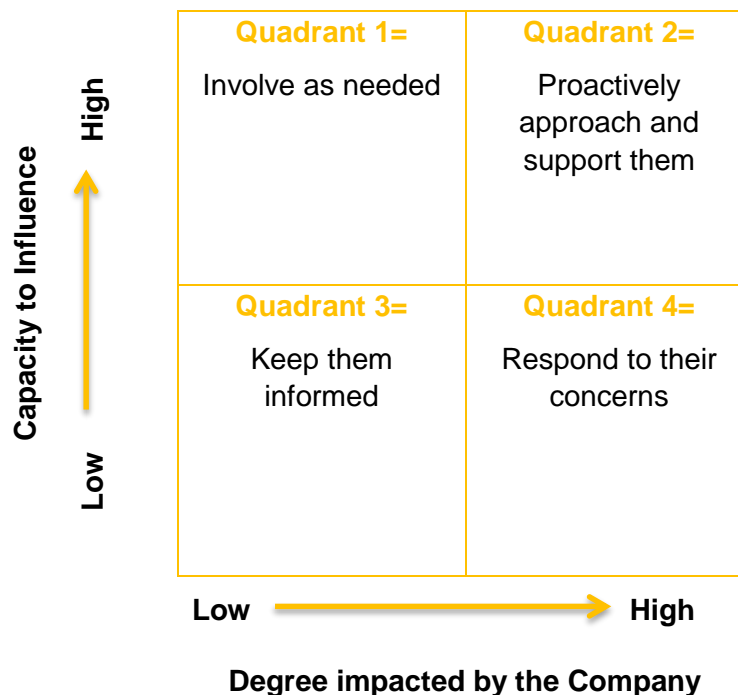 Quadrant 1=
Involve as needed
Quadrant 2=
Proactively
approach and
support them
Capacity to Influence
High
Low
Quadrant 3=
Keep them
informed
Quadrant 4=
Respond to their
concerns
Low
High
Degree impacted by the Company